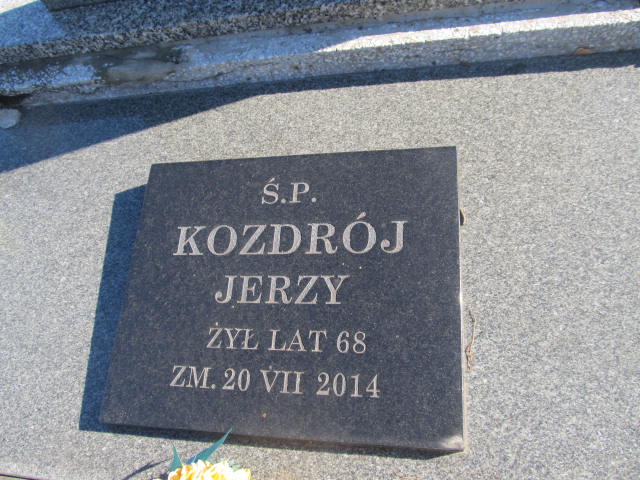 Ś.P.
KOZDRÓJ
JERZY
ŻYŁ LAT 68
ZM. 20 VII 2014